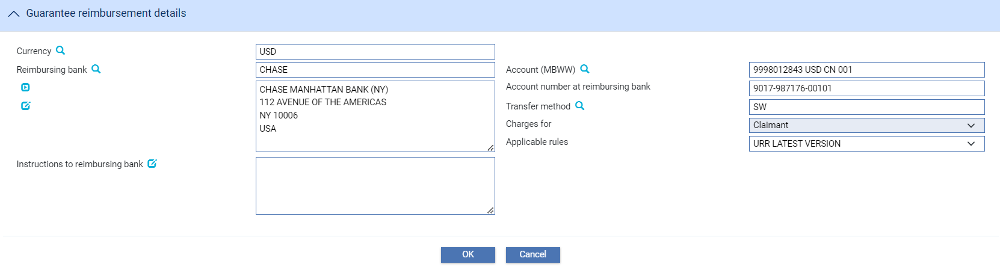 Guarantee reimbursement details
Currency
USD
Reimbursing bank
CHASE
Account (MBWW)
9998012843 USD CN 001
CHASE MANHATTAN BANK (NY)
112 AVENUE OF THE AMERICAS
NY 10006
USA
Account number at reimbursing bank
9017-987176-00101
Transfer method
SW
Charges for
Claimant
Applicable rules
URR LATEST VERSION
Instructions to reimbursing bank
OK
Cancel